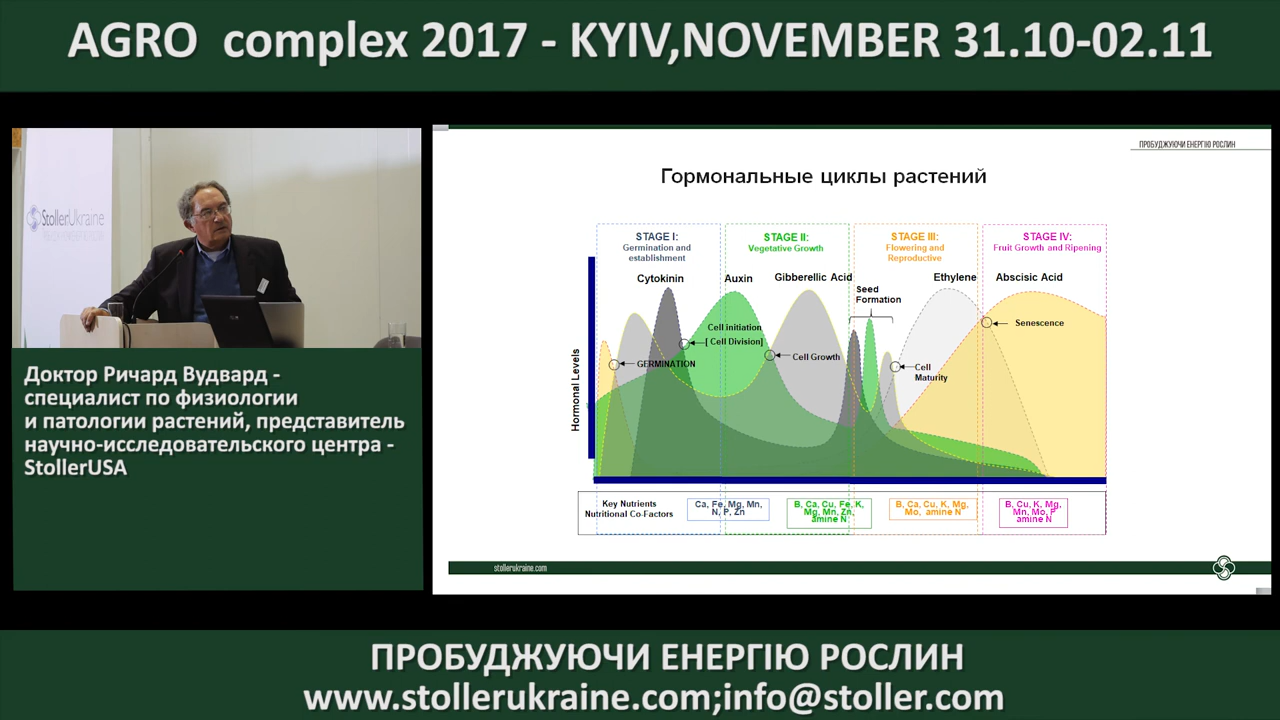 AGRO complex 2017 - KYIV,NOVEMBER 31.10-02.11
StollerUkraine
Доктор Ричард Вудвард -
специалист по физиологии
и патологии растений, представитель
научно-исследовательского центра -
StollerUSA
ПРОБУДЖУЮЧИ ЕНЕРГІЮ РОСЛИН
Гормональные циклы растений
STAGE I:
Germination and
establishment
STAGE II:
Vegetative Growth
STAGE III:
Flowering and
Reproductive
STAGE IV:
Fruit Growth and Ripening
Cytokinin
Auxin
Gibberellic Acid
Ethylene
Abscisic Acid
Seed
Formation
Cell initiation
[ Cell Division]
GERMINATION
Cell Growth
Cell
Maturity
Senescence
Hormonal Levels
Key Nutrients
Nutritional Co-Factors
Ca, Fe, Mg, Mn,
N, P, Zn
B, Ca, Cu, Fe, K,
Mg, Mn, Zn,
amine N
B, Ca, Cu, K, Mg,
Mo, amine N
B, Cu, K, Mg,
Mn, Mo, P
amine N
stollerukraine.com
ПРОБУДЖУЮЧИ ЕНЕРГІЮ РОСЛИН
www.stollerukraine.com;info@stoller.com